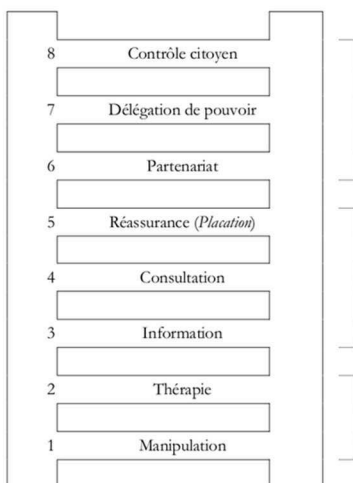 8 Contrôle citoyen
7 Délégation de pouvoir
6 Partenariat
5 Réassurance (Placation)
4 Consultation
3 Information
2 Thérapie
1 Manipulation